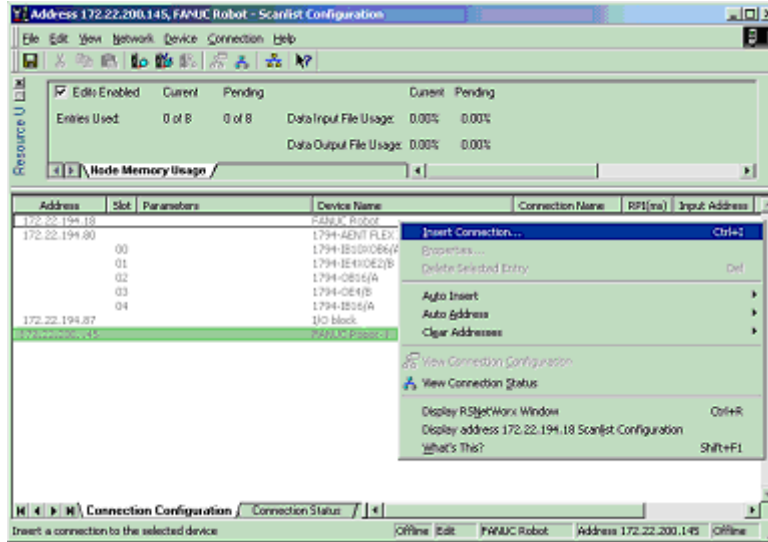 Address 172.22.200.145, FANUC Robot - Scanlist Configuration
File Edit View Network Device Connection Help
Resource U
Edits Enabled Current Pending Current Pending
Entries Used: 0 of 8 0 of 8 Data Input File Usage: 0.00% 0.00%
Data Output File Usage: 0.00% 0.00%
Node Memory Usage
Address Slot Parameters Device Name Connection Name RPI(ms) Input Address
172.22.194.18 FANUC Robot
172.22.194.80 1794-AENT FLEX
00 1794-IB10XOB6/A
01 1794-IE4XOE2/B
02 1794-OB16/A
03 1794-OE4/B
04 1794-IB16/A
172.22.194.87 I/O block
Insert Connection... Ctrl+I
Properties...
Delete Selected Entry Del
Auto Insert
Auto Address
Clear Addresses
View Connection Configuration
View Connection Status
Display RSNetWorx Window Ctrl+R
Display address 172.22.194.18 Scanlist Configuration
What's This? Shift+F1
Connection Configuration Connection Status
Insert a connection to the selected device Offline Edit FANUC Robot Address 172.22.200.145 Offline